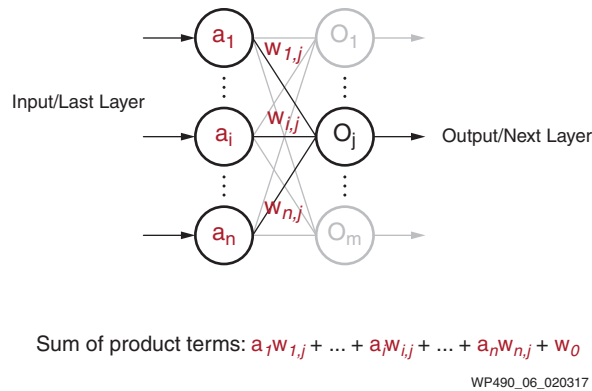 a1 O1
w1,j
Input/Last Layer
wi,j
ai Oj Output/Next Layer
wn,j
an Om
Sum of product terms: a1w1,j + ... + aiwi,j + ... + anwn,j + w0
WP490_06_020317